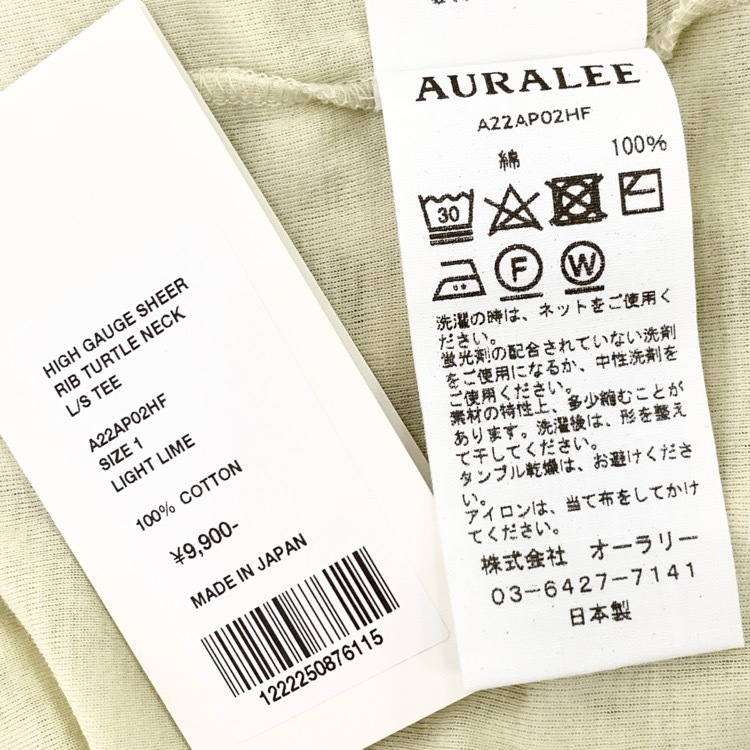 HIGH GAUGE SHEER
RIB TURTLE NECK
L/S TEE
A22AP02HF
SIZE 1
LIGHT LIME
100% COTTON
¥9,900-
MADE IN JAPAN
1222250876115
AURALEE
A22AP02HF
綿 100%
30
F
W
洗濯の時は、ネットをご使用く
ださい。
蛍光剤の配合されていない洗剤
をご使用になるか、中性洗剤を
ご使用ください。
素材の特性上、多少縮むことが
あります。洗濯後は、形を整え
て干してください。
タンブル乾燥は、お避けくださ
い。
アイロンは、当て布をしてかけ
てください。
株式会社 オーラリー
03-6427-7141
日本製